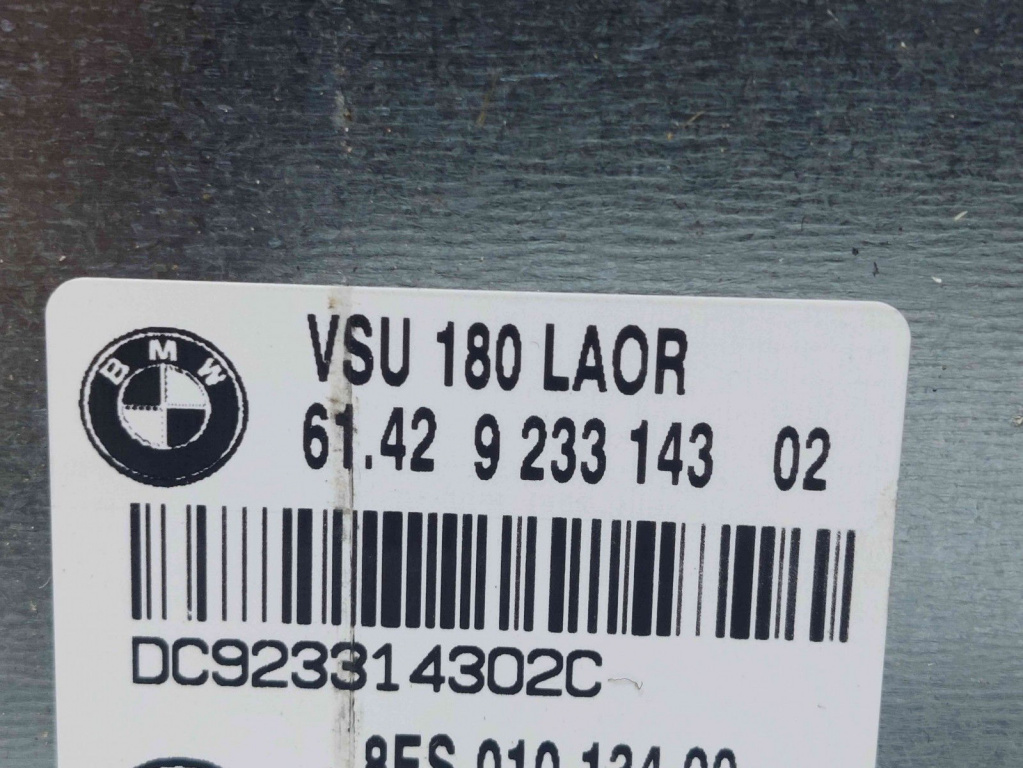 BMW
VSU 180 LAOR
61.42 9 233 143 02
DC923314302C